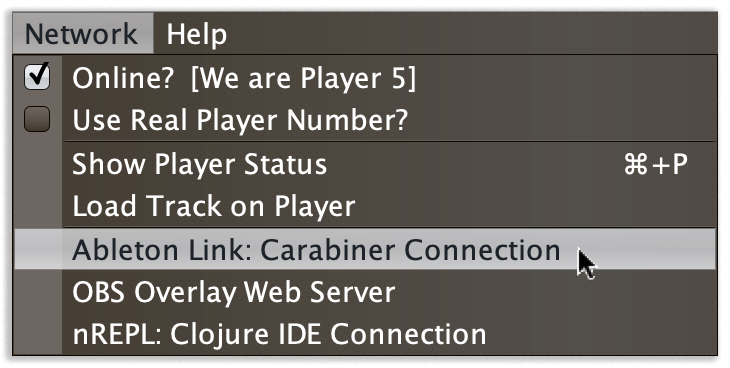 Network Help
Online? [We are Player 5]
Use Real Player Number?
Show Player Status ⌘+P
Load Track on Player
Ableton Link: Carabiner Connection
OBS Overlay Web Server
nREPL: Clojure IDE Connection